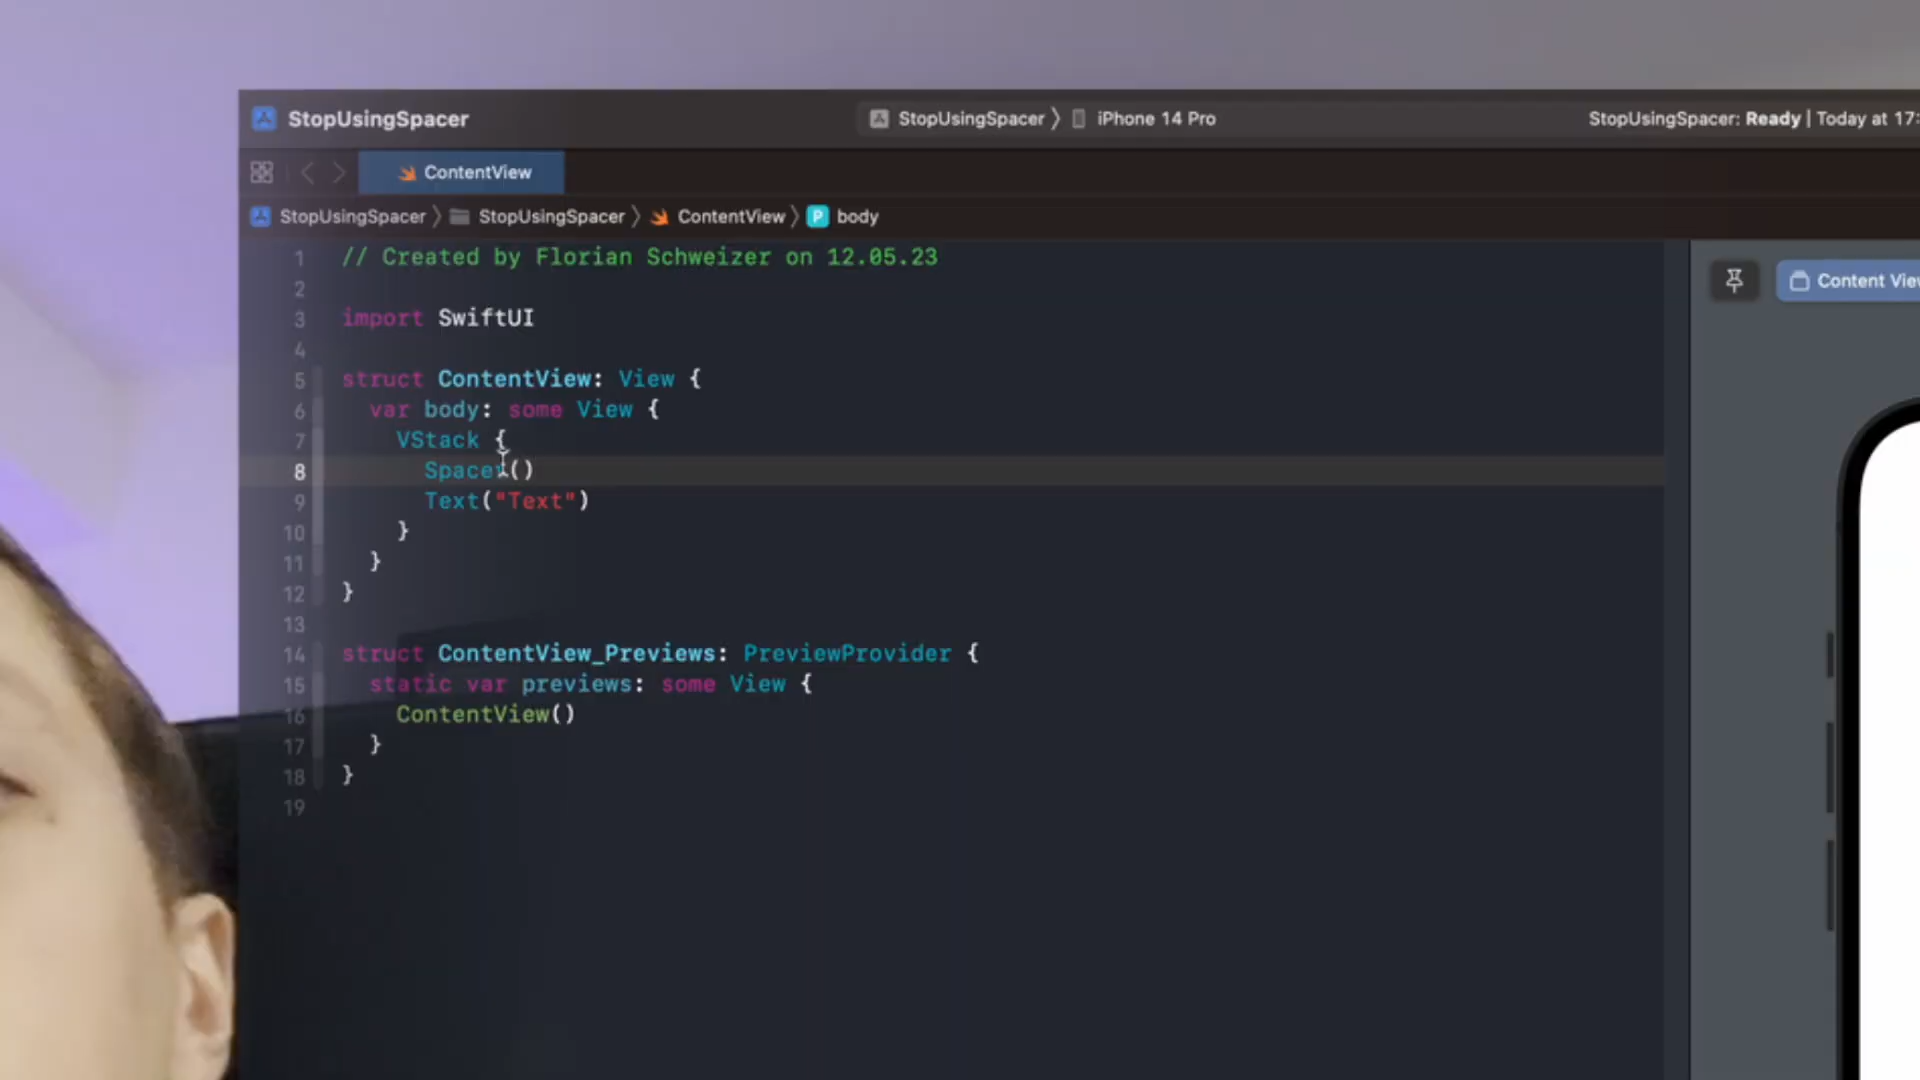 StopUsingSpacer
StopUsingSpacer 〉 iPhone 14 Pro
StopUsingSpacer: Ready | Today at 17:
ContentView
StopUsingSpacer 〉 StopUsingSpacer 〉 ContentView 〉 P body
1 // Created by Florian Schweizer on 12.05.23
2
3 import SwiftUI
4
5 struct ContentView: View {
6 var body: some View {
7 VStack {
8 Spacer()
9 Text("Text")
10 }
11 }
12 }
13
14 struct ContentView_Previews: PreviewProvider {
15 static var previews: some View {
16 ContentView()
17 }
18 }
19
Content View